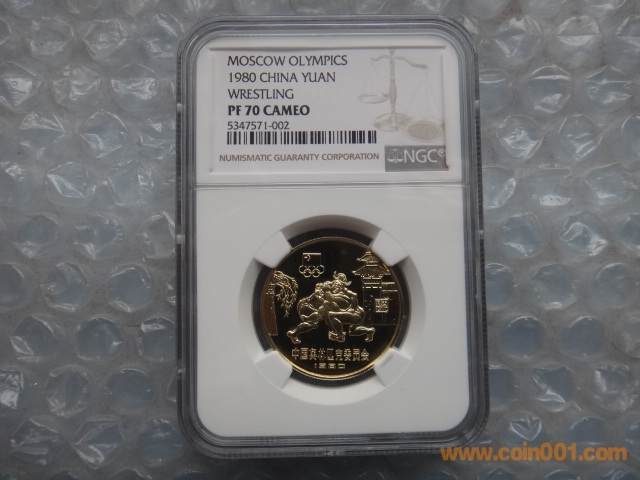 MOSCOW OLYMPICS
1980 CHINA YUAN
WRESTLING
PF 70 CAMEO
5347571-002
NUMISMATIC GUARANTY CORPORATION
NGC
中国奥林匹克委员会
1980
www.coin001.com